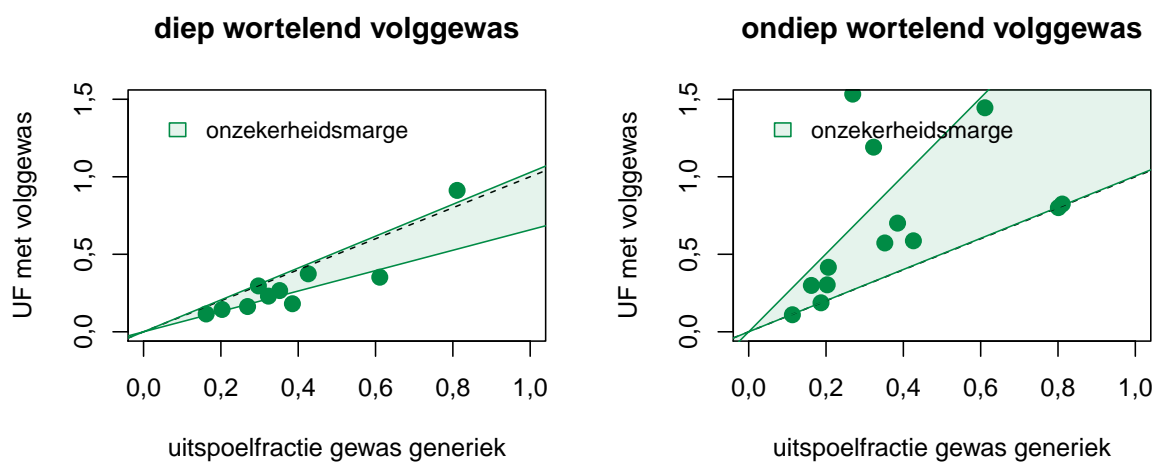 diep wortelend volggewas
UF met volggewas
1,5
1,0
0,5
0,0
onzekerheidsmarge
0,0 0,2 0,4 0,6 0,8 1,0
uitspoelfractie gewas generiek
ondiep wortelend volggewas
UF met volggewas
1,5
1,0
0,5
0,0
onzekerheidsmarge
0,0 0,2 0,4 0,6 0,8 1,0
uitspoelfractie gewas generiek